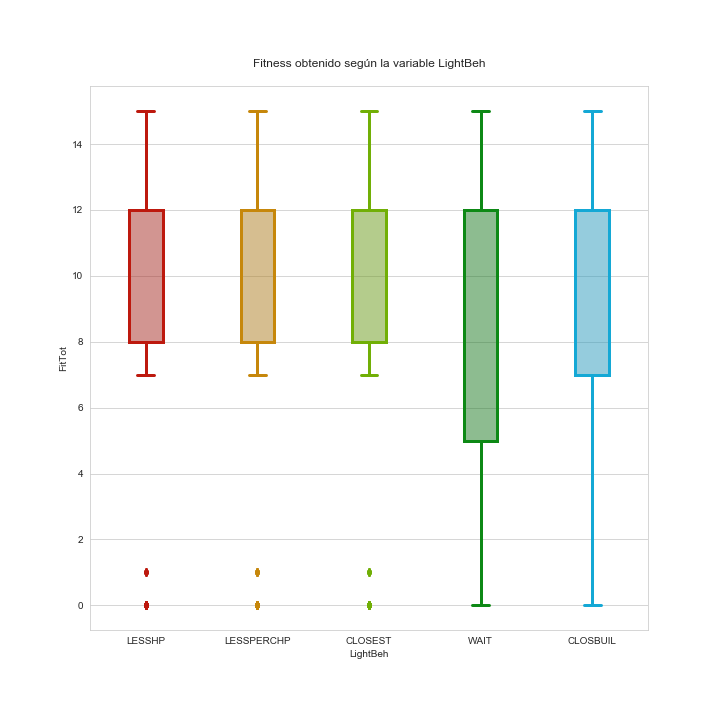 Fitness obtenido según la variable LightBeh
14
12
10
8
6
4
2
0
FitTot
LESSHP LESSPERCHP CLOSEST WAIT CLOSBUIL
LightBeh